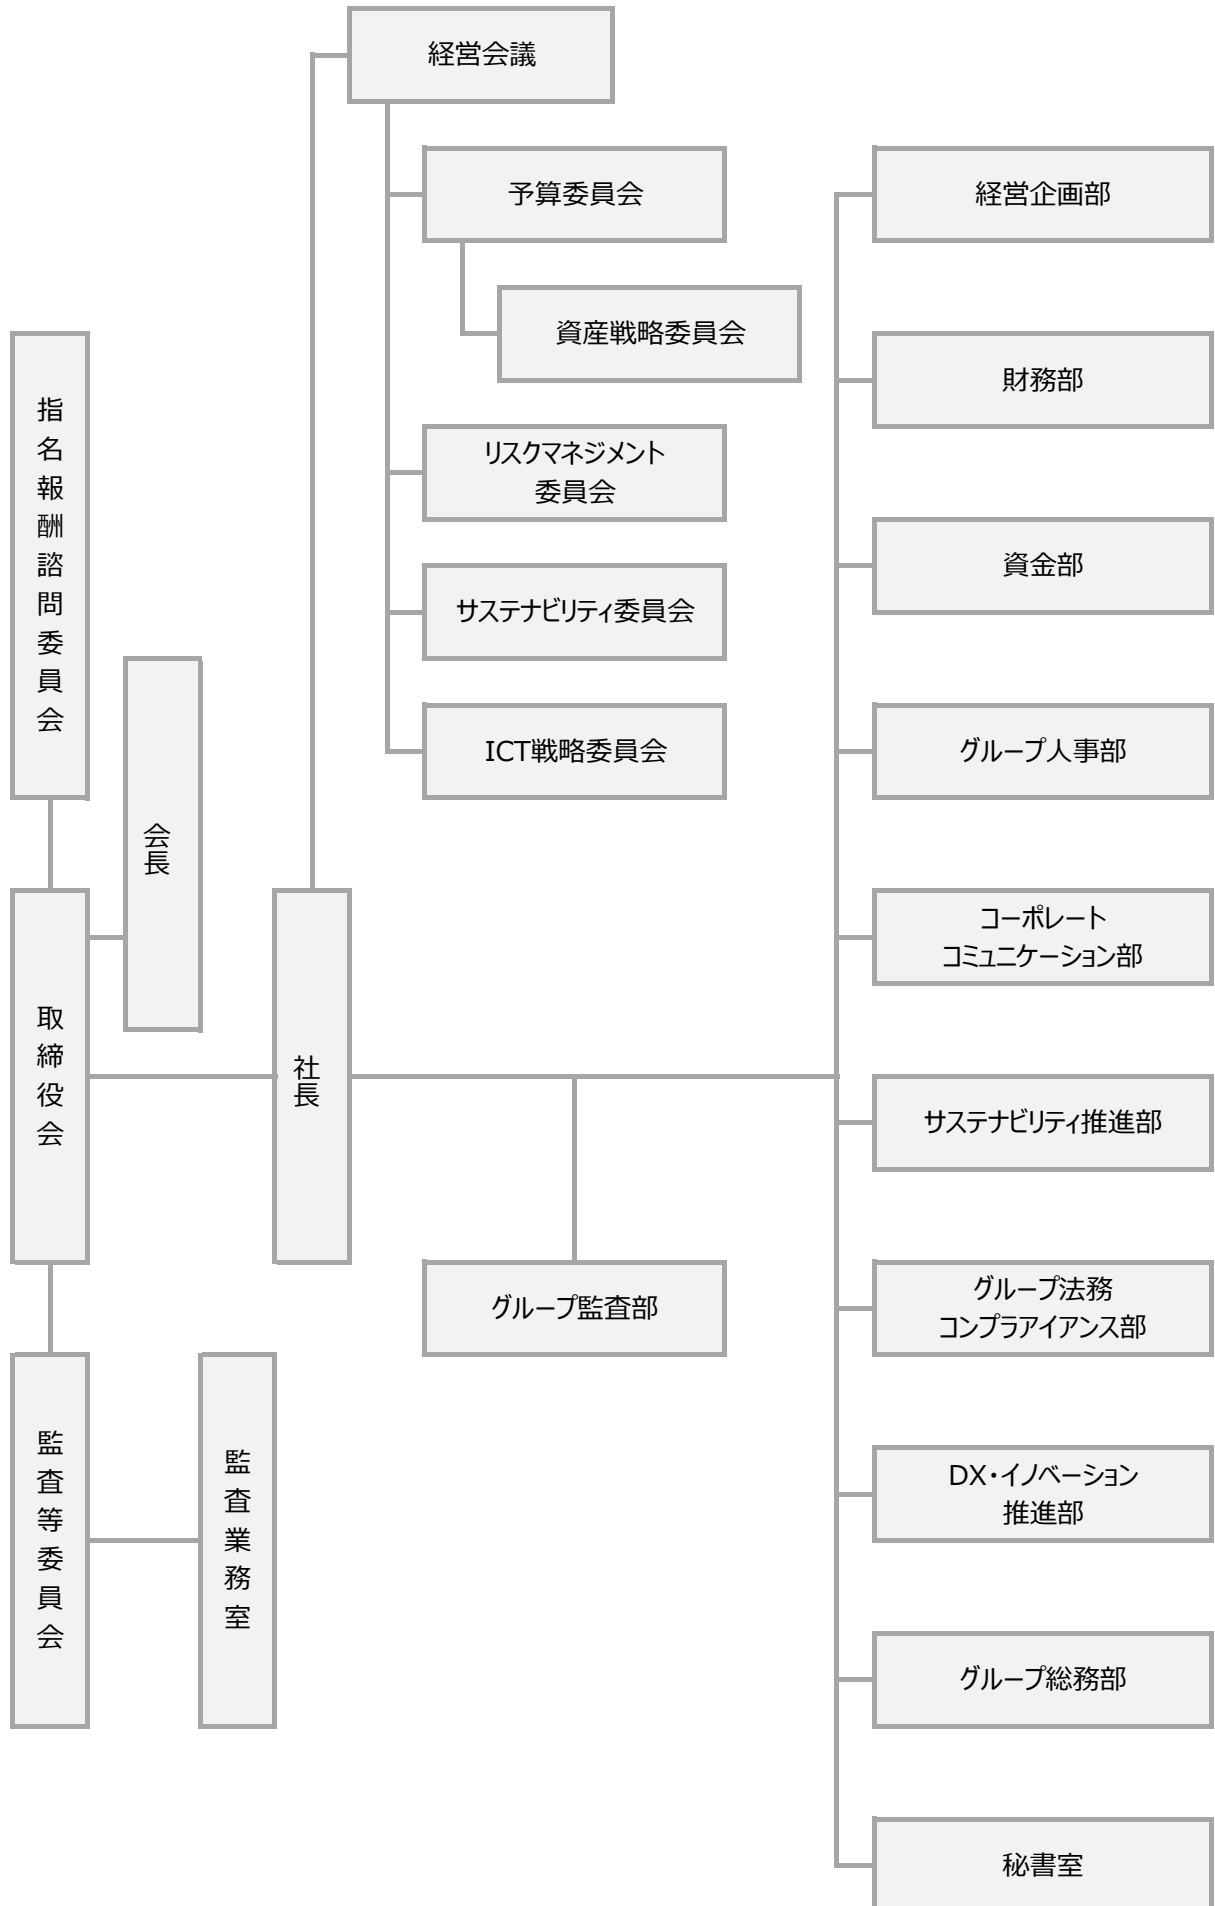 経営会議
予算委員会
資産戦略委員会
リスクマネジメント
委員会
サステナビリティ委員会
ICT戦略委員会
指名報酬諮問委員会
会長
取締役会
社長
監査等委員会
監査業務室
グループ監査部
経営企画部
財務部
資金部
グループ人事部
コーポレート
コミュニケーション部
サステナビリティ推進部
グループ法務
コンプラアイアンス部
DX・イノベーション
推進部
グループ総務部
秘書室